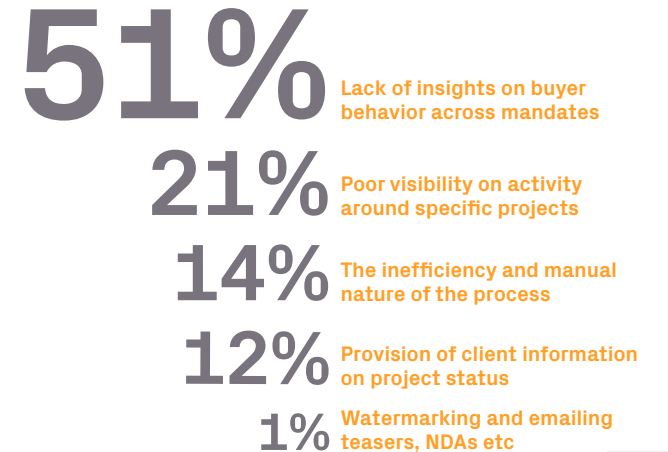 51%
Lack of insights on buyer
behavior across mandates
21%
Poor visibility on activity
around specific projects
14%
The inefficiency and manual
nature of the process
12%
Provision of client information
on project status
1%
Watermarking and emailing
teasers, NDAs etc